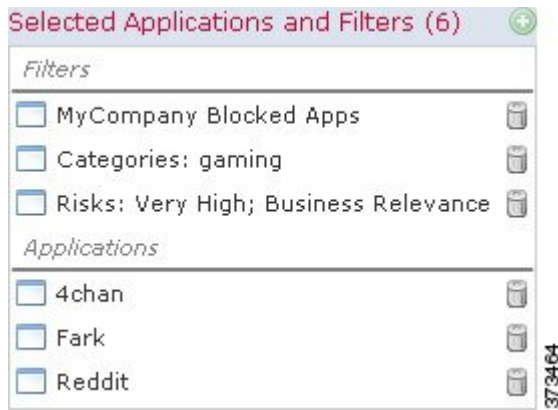 Selected Applications and Filters (6)
Filters
MyCompany Blocked Apps
Categories: gaming
Risks: Very High; Business Relevance
Applications
4chan
Fark
Reddit
373464